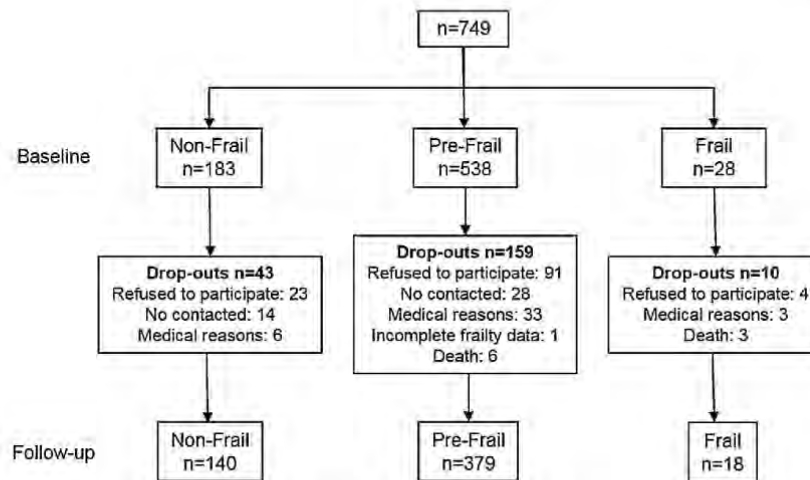 n=749
Baseline
Non-Frail
n=183
Pre-Frail
n=538
Frail
n=28
Drop-outs n=43
Refused to participate: 23
No contacted: 14
Medical reasons: 6
Drop-outs n=159
Refused to participate: 91
No contacted: 28
Medical reasons: 33
Incomplete frailty data: 1
Death: 6
Drop-outs n=10
Refused to participate: 4
Medical reasons: 3
Death: 3
Follow-up
Non-Frail
n=140
Pre-Frail
n=379
Frail
n=18